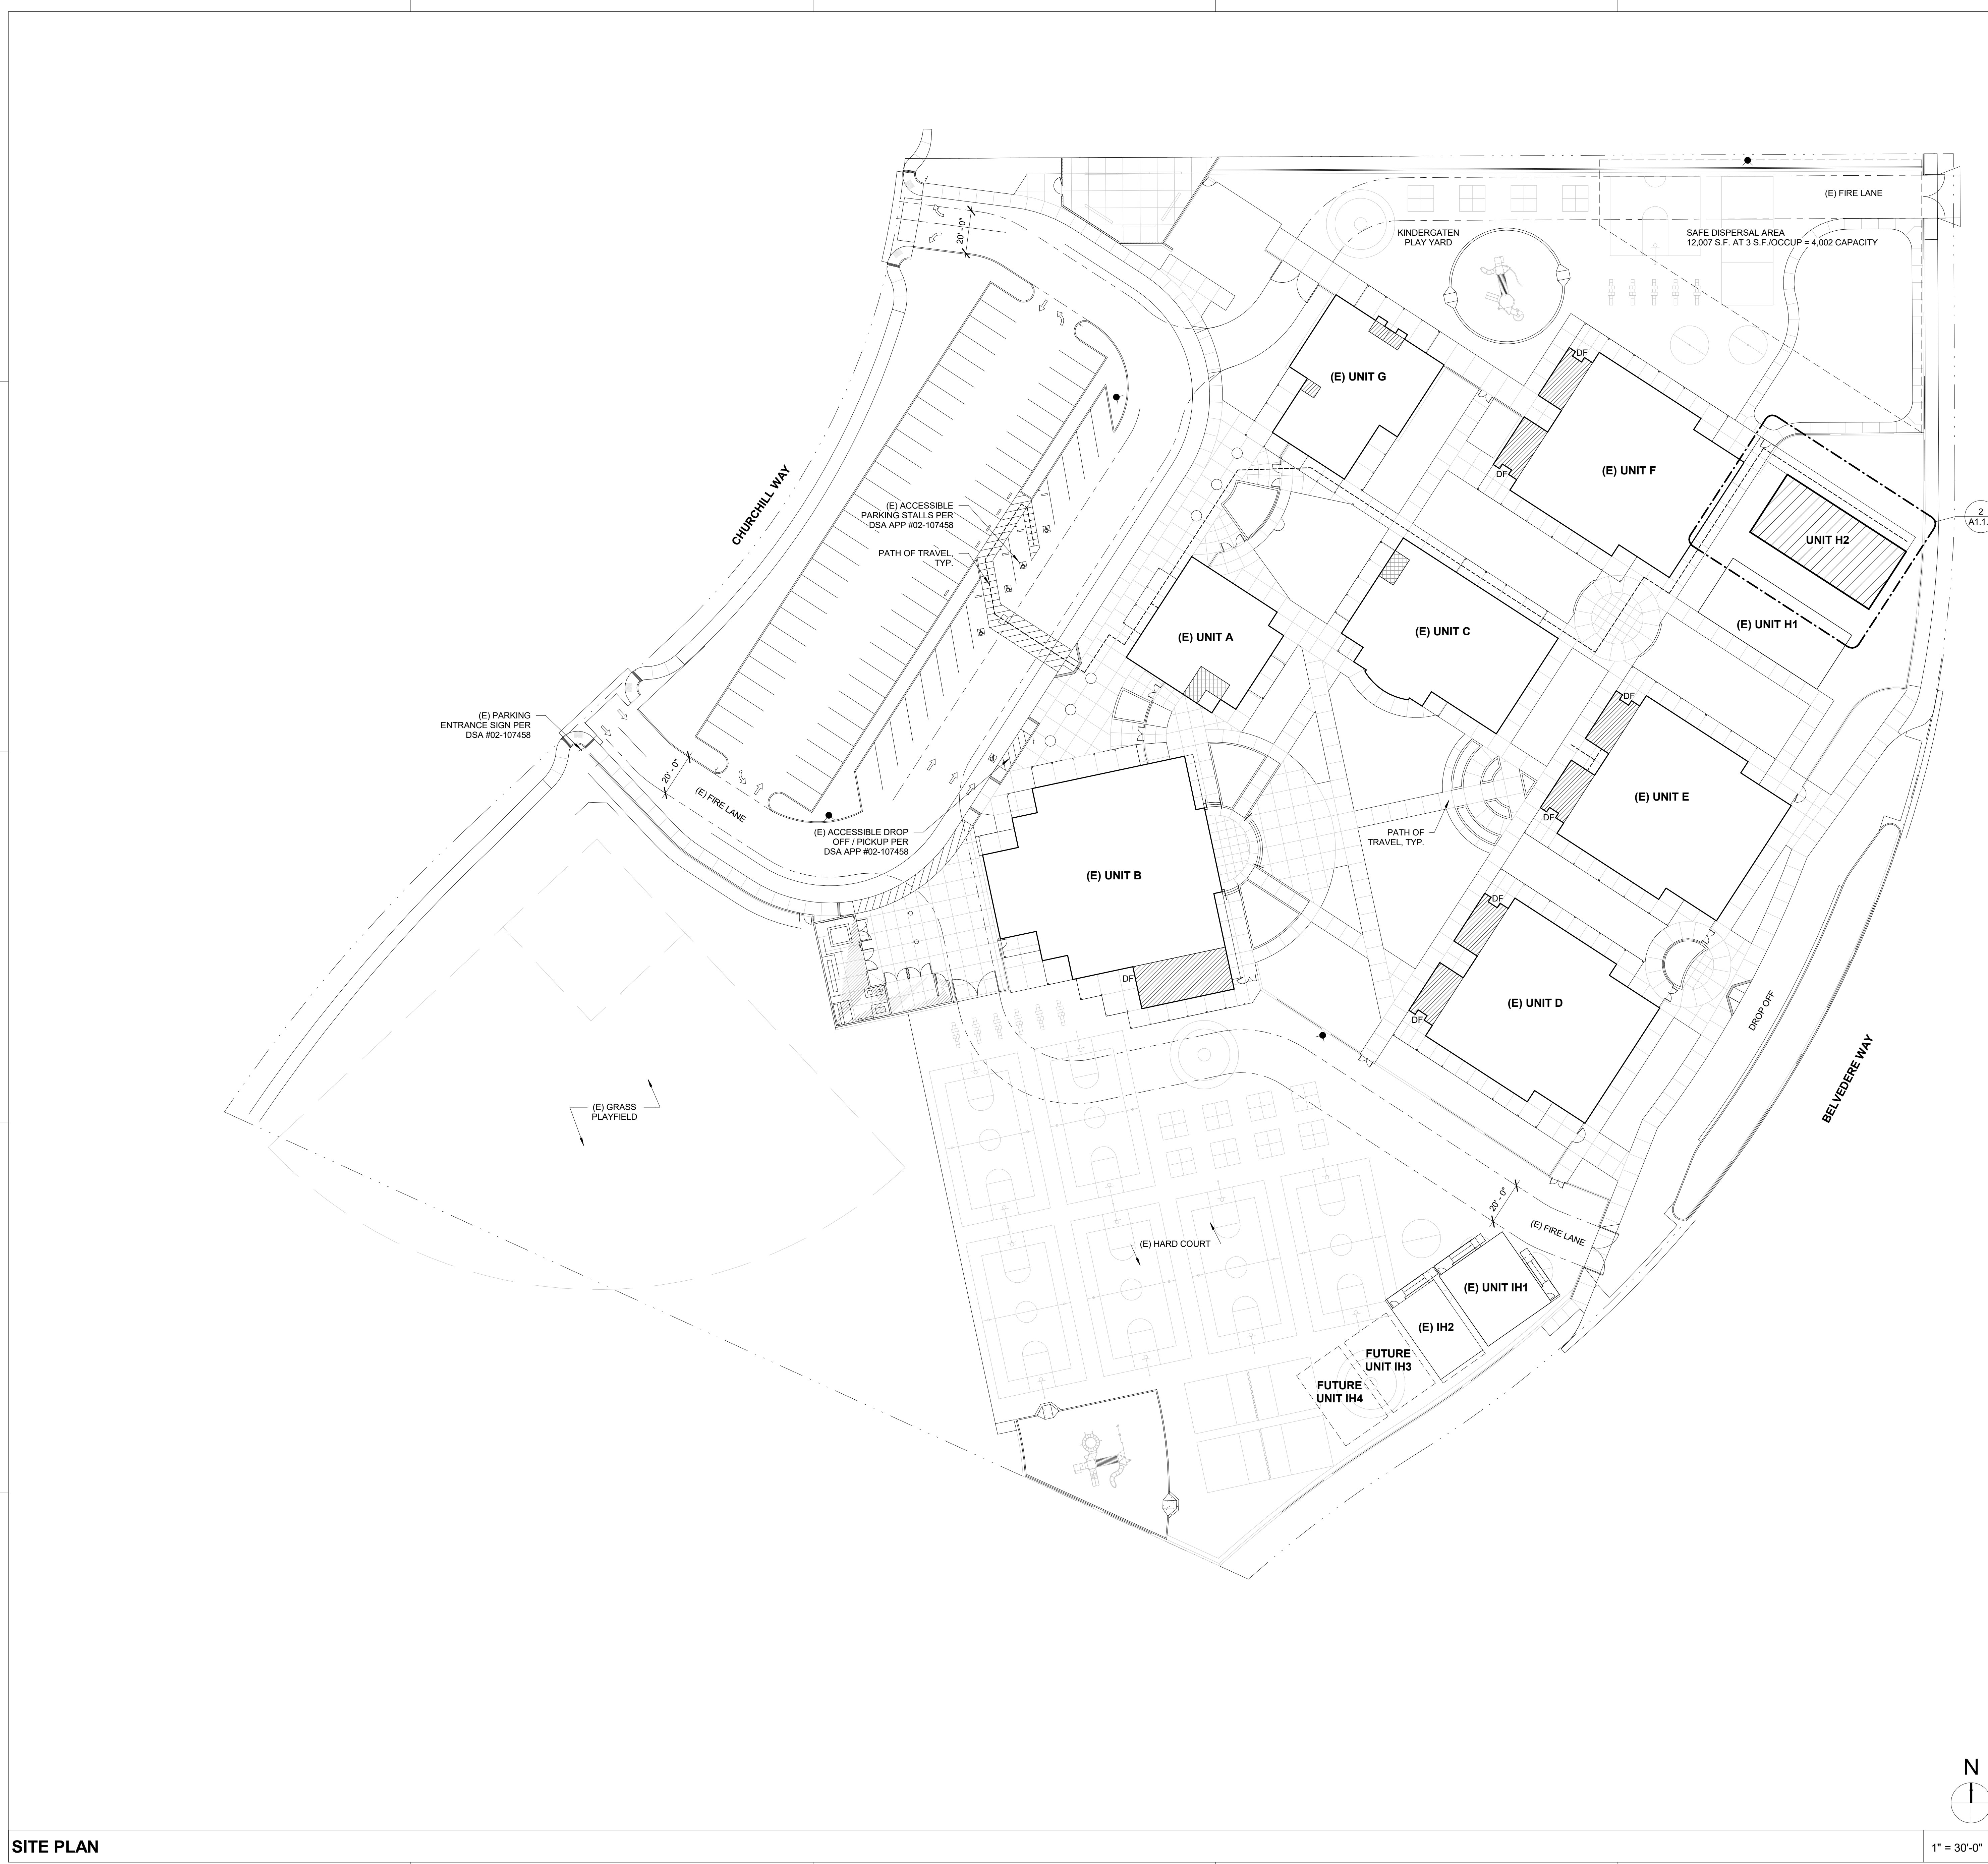 (E) FIRE LANE
20' - 0"
KINDERGATEN
PLAY YARD
SAFE DISPERSAL AREA
12,007 S.F. AT 3 S.F./OCCUP = 4,002 CAPACITY
DF
(E) UNIT G
(E) UNIT F
DF
CHURCHILL WAY
(E) ACCESSIBLE
PARKING STALLS PER
DSA APP #02-107458
PATH OF TRAVEL,
TYP.
2
A1.1.
UNIT H2
(E) UNIT H1
(E) UNIT A
(E) UNIT C
DF
(E) PARKING
ENTRANCE SIGN PER
DSA #02-107458
20' - 0"
(E) FIRE LANE
(E) ACCESSIBLE DROP
OFF / PICKUP PER
DSA APP #02-107458
PATH OF
TRAVEL, TYP.
(E) UNIT E
DF
(E) UNIT B
DF
DF
(E) UNIT D
DF
DROP OFF
BELVEDERE WAY
(E) GRASS
PLAYFIELD
20' - 0"
(E) FIRE LANE
(E) HARD COURT
(E) UNIT IH1
(E) IH2
FUTURE
UNIT IH3
FUTURE
UNIT IH4
N
SITE PLAN
1" = 30'-0"